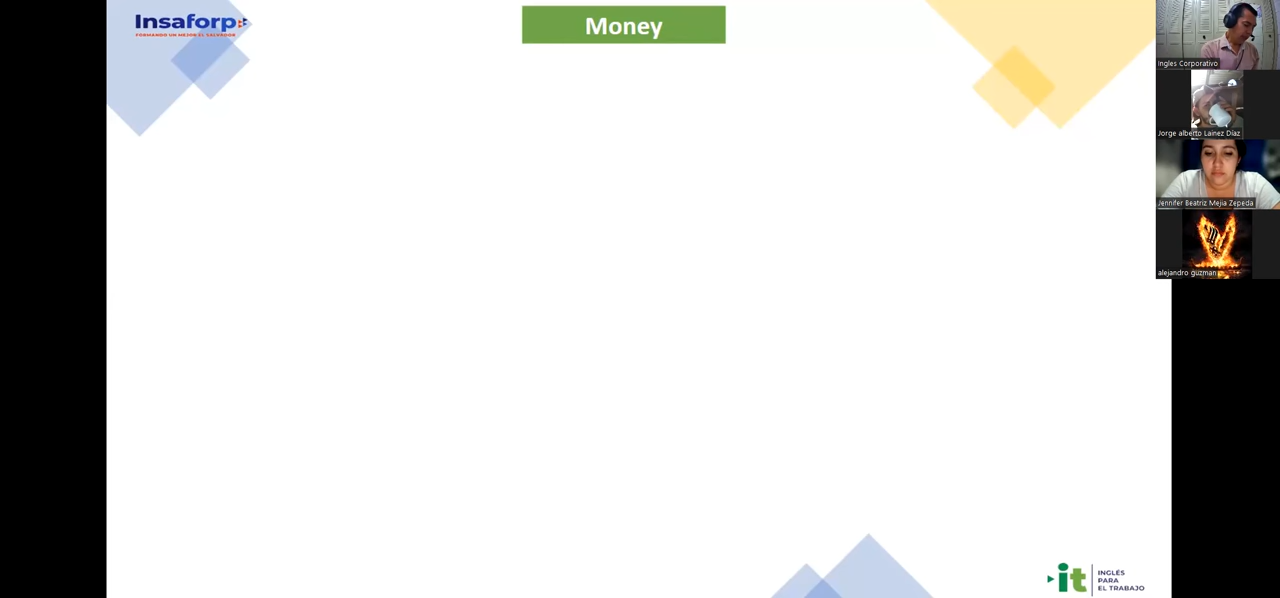 Insaforp
FORMANDO UN MEJOR EL SALVADOR
Money
Ingles Corporativo
Jorge alberto Lainez Díaz
Jennifer Beatriz Mejia Zepeda
alejandro guzman
it
INGLÉS
PARA
EL TRABAJO